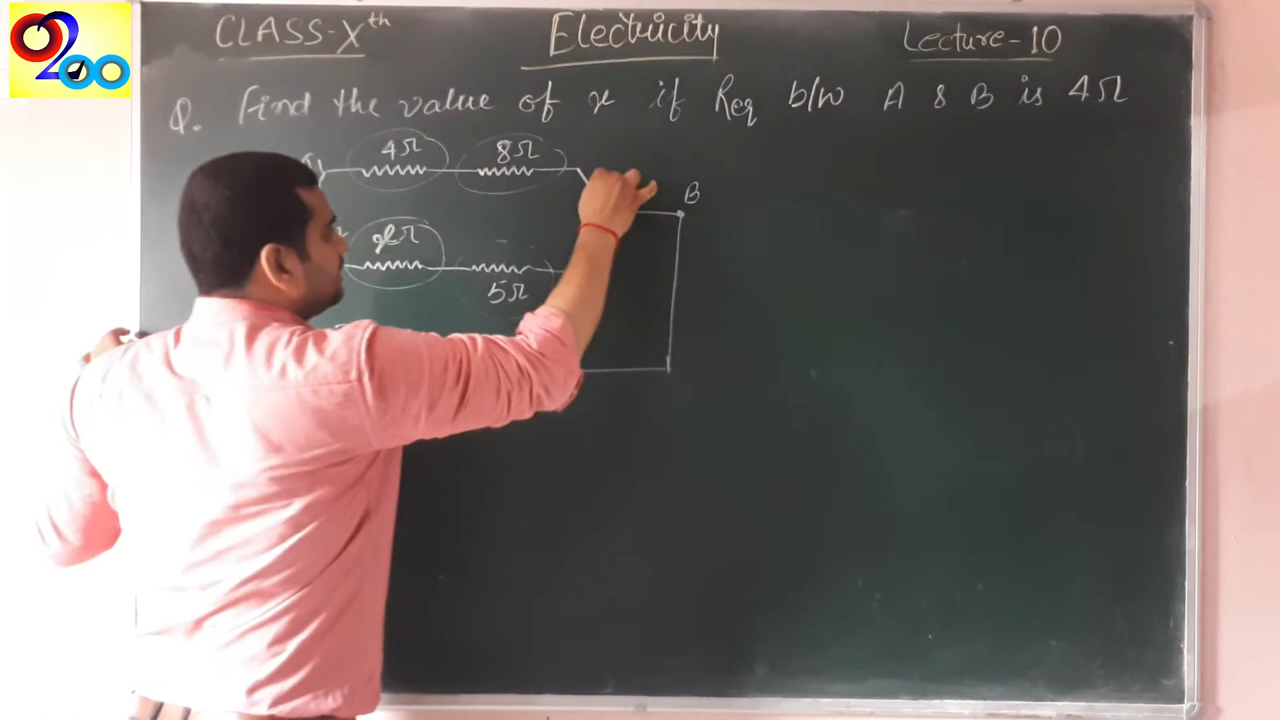 CLASS-Xth Electricity Lecture-10
Q. Find the value of x if Req b/w A & B is 4Ω
4Ω 8Ω
B
xΩ
5Ω